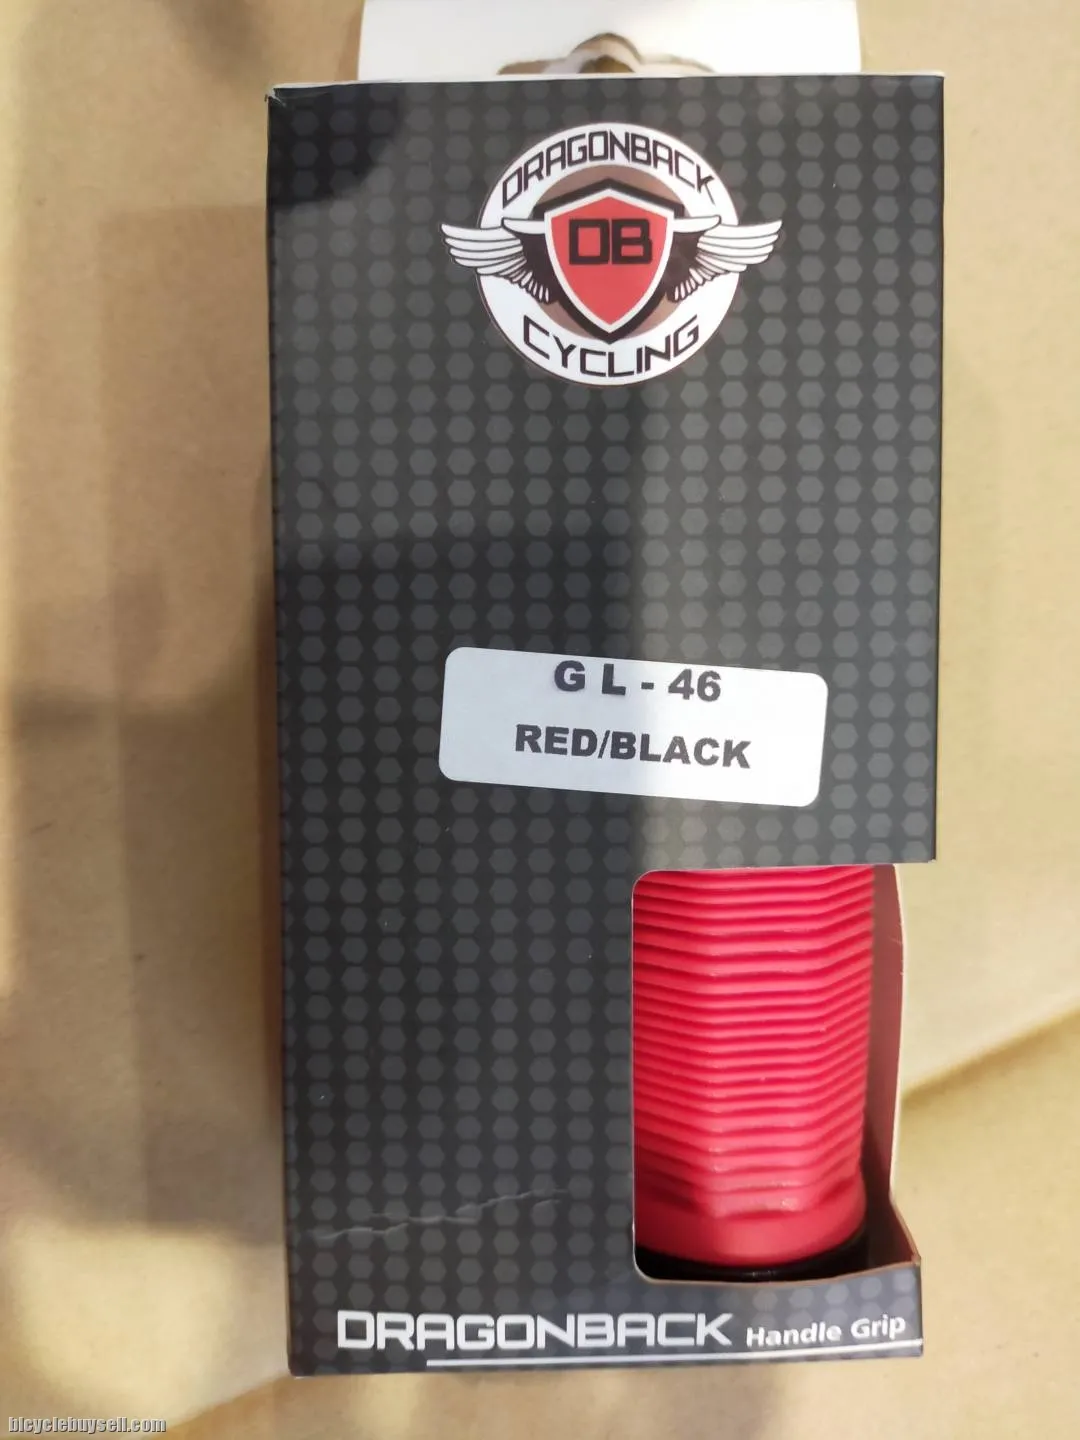 DRAGONBACK
DB
CYCLING
G L - 46
RED/BLACK
DRAGONBACK Handle Grip
bicyclebuysell.com